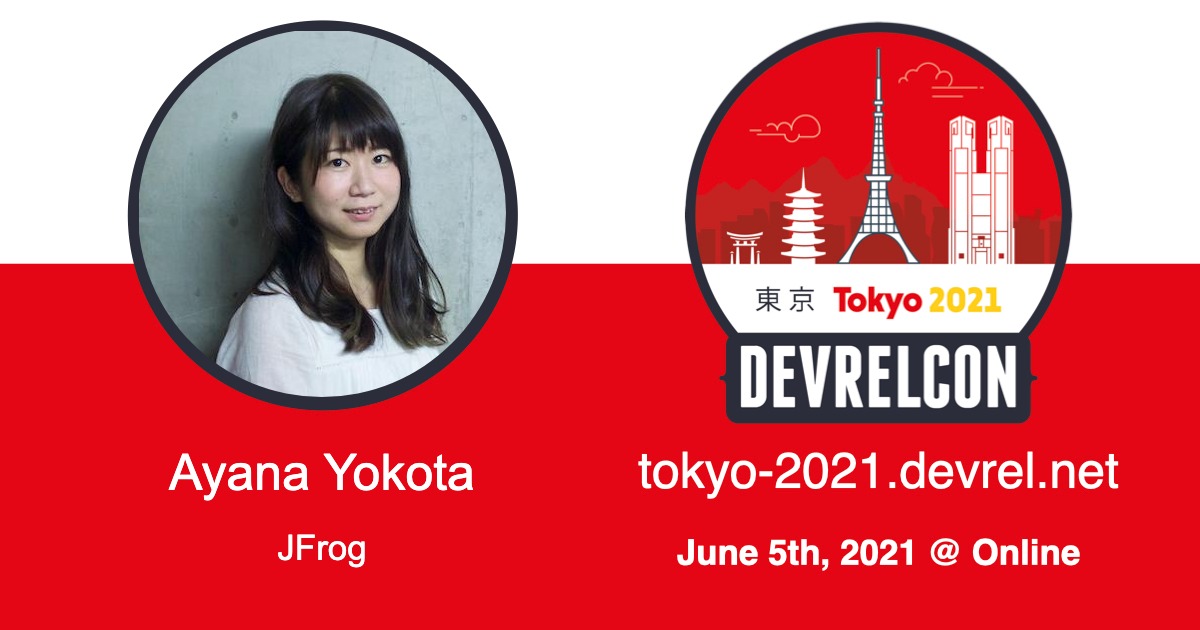 東京 Tokyo 2021
DEVRELCON
Ayana Yokota
JFrog
tokyo-2021.devrel.net
June 5th, 2021 @ Online